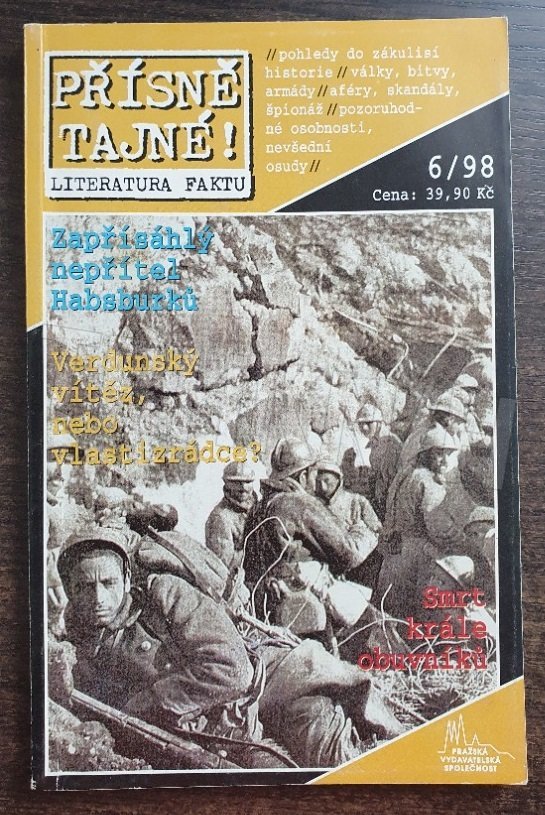 PŘÍSNĚ
TAJNÉ!
LITERATURA FAKTU
//pohledy do zákulisí
historie//války, bitvy,
armády//aféry, skandály,
špionáž//pozoruhod-
né osobnosti,
nevšední
osudy//
6/98
Cena: 39,90 Kč
Zapřísáhlý
nepřítel
Habsburků
Verdunský
vítěz,
nebo
vlastizrádce?
Smrt
krále
obuvníků
PRAŽSKÁ
VYDAVATELSKÁ
SPOLEČNOST